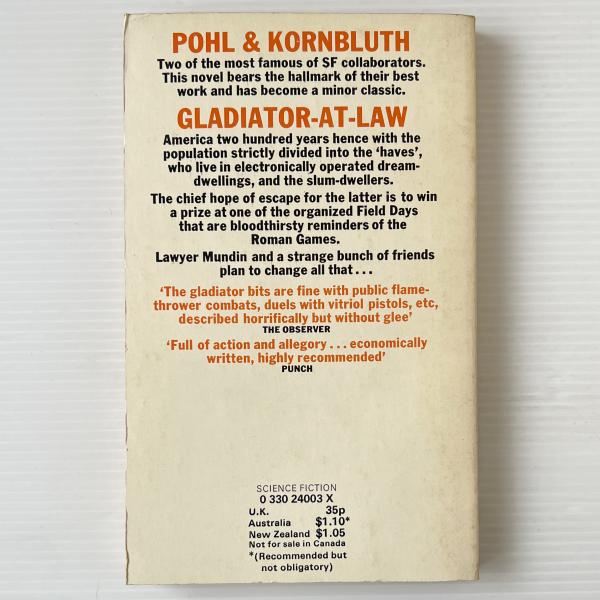 POHL & KORNBLUTH
Two of the most famous of SF collaborators.
This novel bears the hallmark of their best
work and has become a minor classic.
GLADIATOR-AT-LAW
America two hundred years hence with the
population strictly divided into the ‘haves’,
who live in electronically operated dream-
dwellings, and the slum-dwellers.
The chief hope of escape for the latter is to win
a prize at one of the organized Field Days
that are bloodthirsty reminders of the
Roman Games.
Lawyer Mundin and a strange bunch of friends
plan to change all that...
‘The gladiator bits are fine with public flame-
thrower combats, duels with vitriol pistols, etc,
described horrifically but without glee’
THE OBSERVER
‘Full of action and allegory... economically
written, highly recommended’
PUNCH
SCIENCE FICTION
0 330 24003 X
U.K. 35p
Australia $1.10*
New Zealand $1.05
Not for sale in Canada
*(Recommended but
not obligatory)